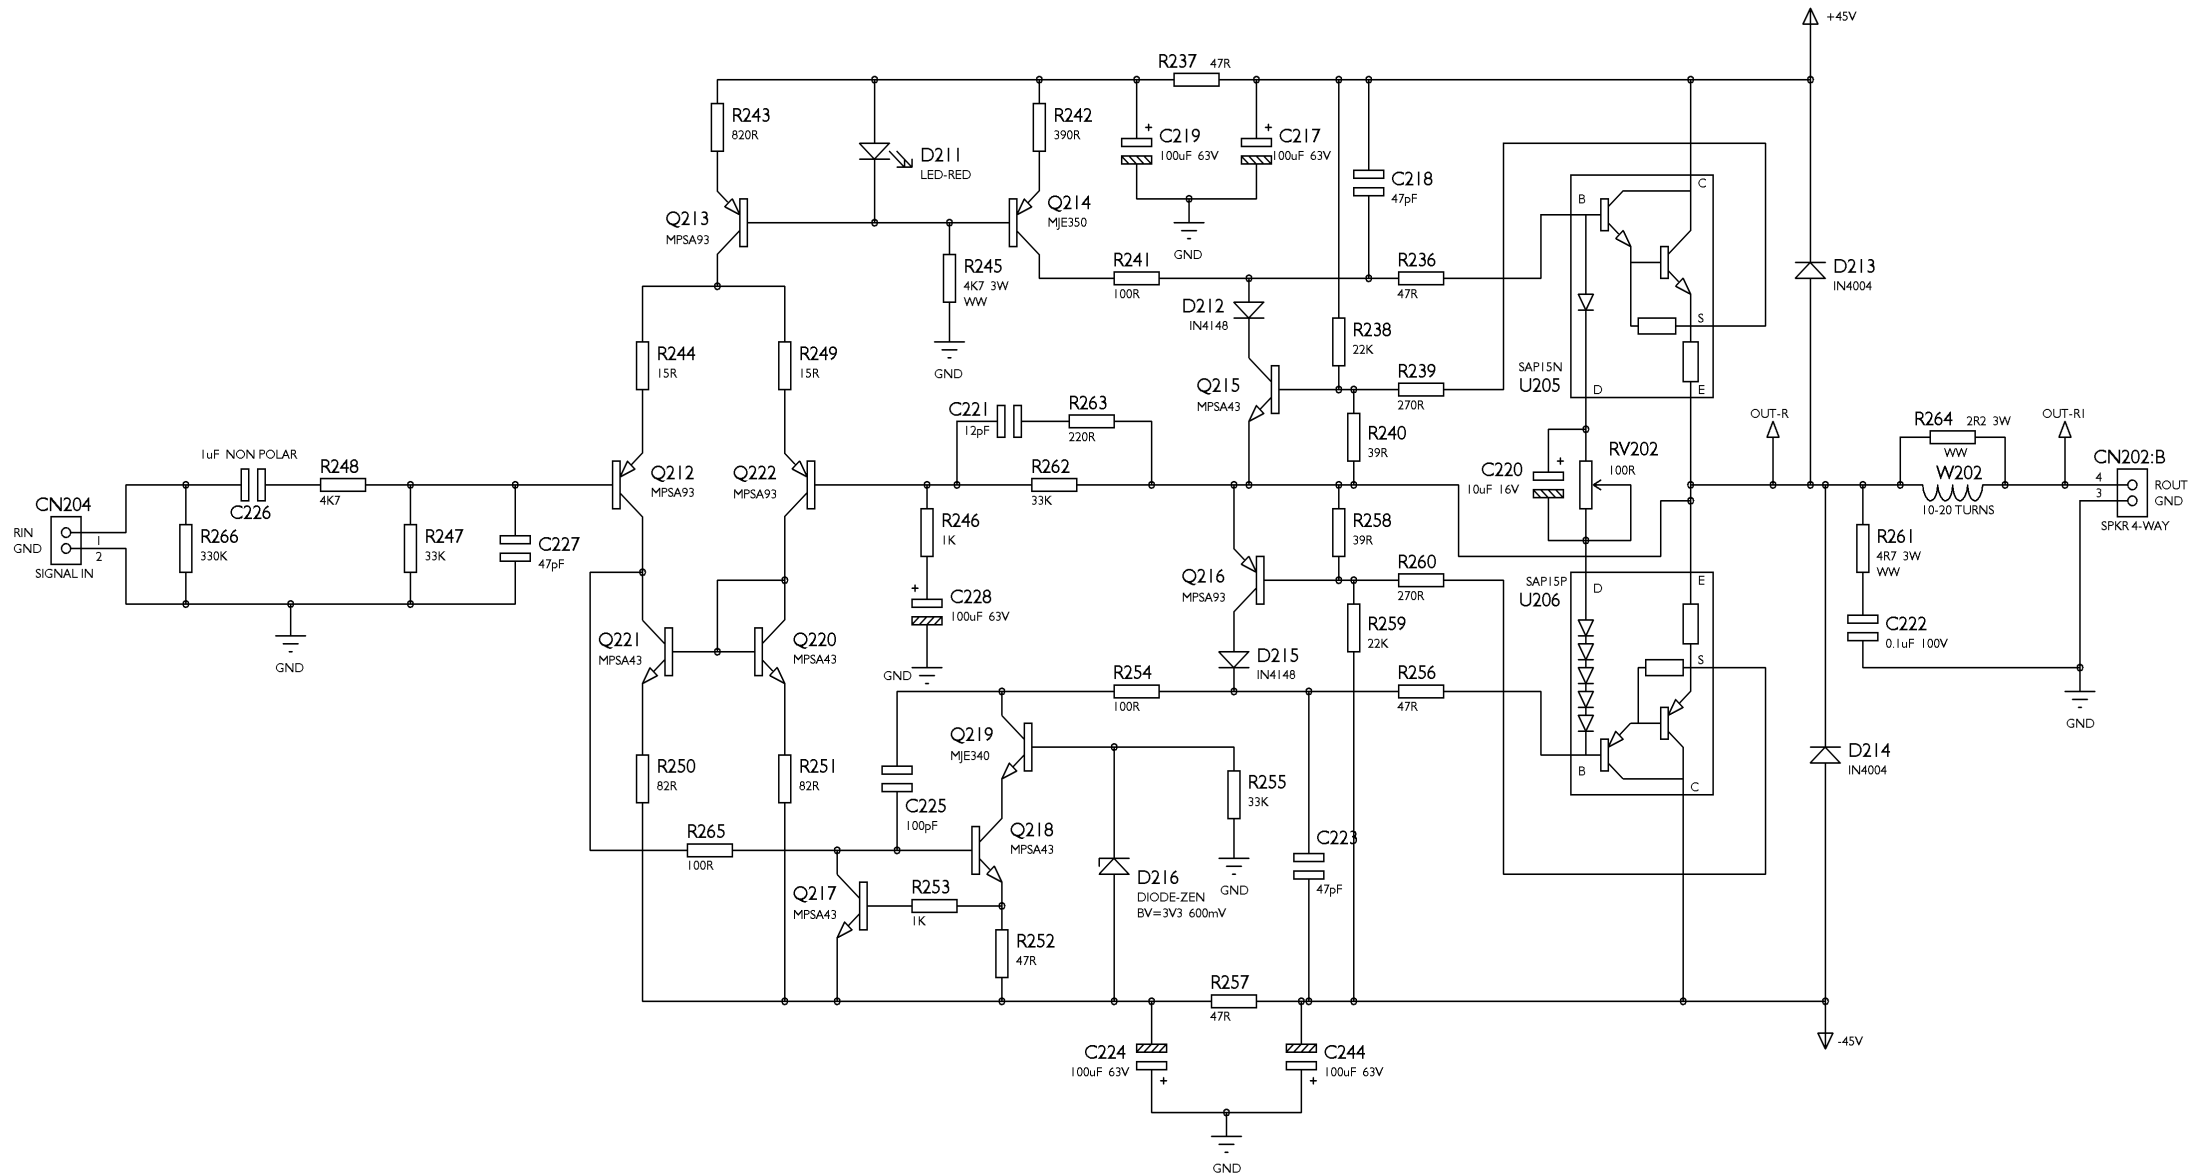 +45V
R237 47R
R243
820R
D211
LED-RED
R242
390R
+
C219
100uF 63V
+
C217
100uF 63V
C218
47pF
Q213
MPSA93
Q214
MJE350
GND
B
C
S
D
E
SAP15N
U205
R245
4K7 3W
WW
GND
R241
100R
R236
47R
D212
IN4148
R238
22K
D213
IN4004
R244
15R
R249
15R
Q215
MPSA43
R239
270R
C221
12pF
R263
220R
R240
39R
OUT-R
R264 2R2 3W
WW
OUT-R1
1uF NON POLAR
C226
R248
4K7
Q212
MPSA93
Q222
MPSA93
R262
33K
C220
10uF 16V
+
RV202
100R
W202
10-20 TURNS
CN202:B
4
3
ROUT
GND
SPKR 4-WAY
CN204
RIN
GND
1
2
SIGNAL IN
R266
330K
R247
33K
C227
47pF
GND
R246
1K
+
C228
100uF 63V
GND
R258
39R
Q216
MPSA93
R260
270R
SAP15P
U206
D
E
S
B
C
R261
4R7 3W
WW
C222
0.1uF 100V
GND
Q221
MPSA43
Q220
MPSA43
D215
IN4148
R259
22K
R254
100R
R256
47R
Q219
MJE340
D214
IN4004
R250
82R
R251
82R
C225
100pF
R255
33K
GND
R265
100R
Q218
MPSA43
C223
47pF
Q217
MPSA43
R253
1K
D216
DIODE-ZEN
BV=3V3 600mV
R252
47R
R257
47R
C224
100uF 63V
+
C244
100uF 63V
+
-45V
GND